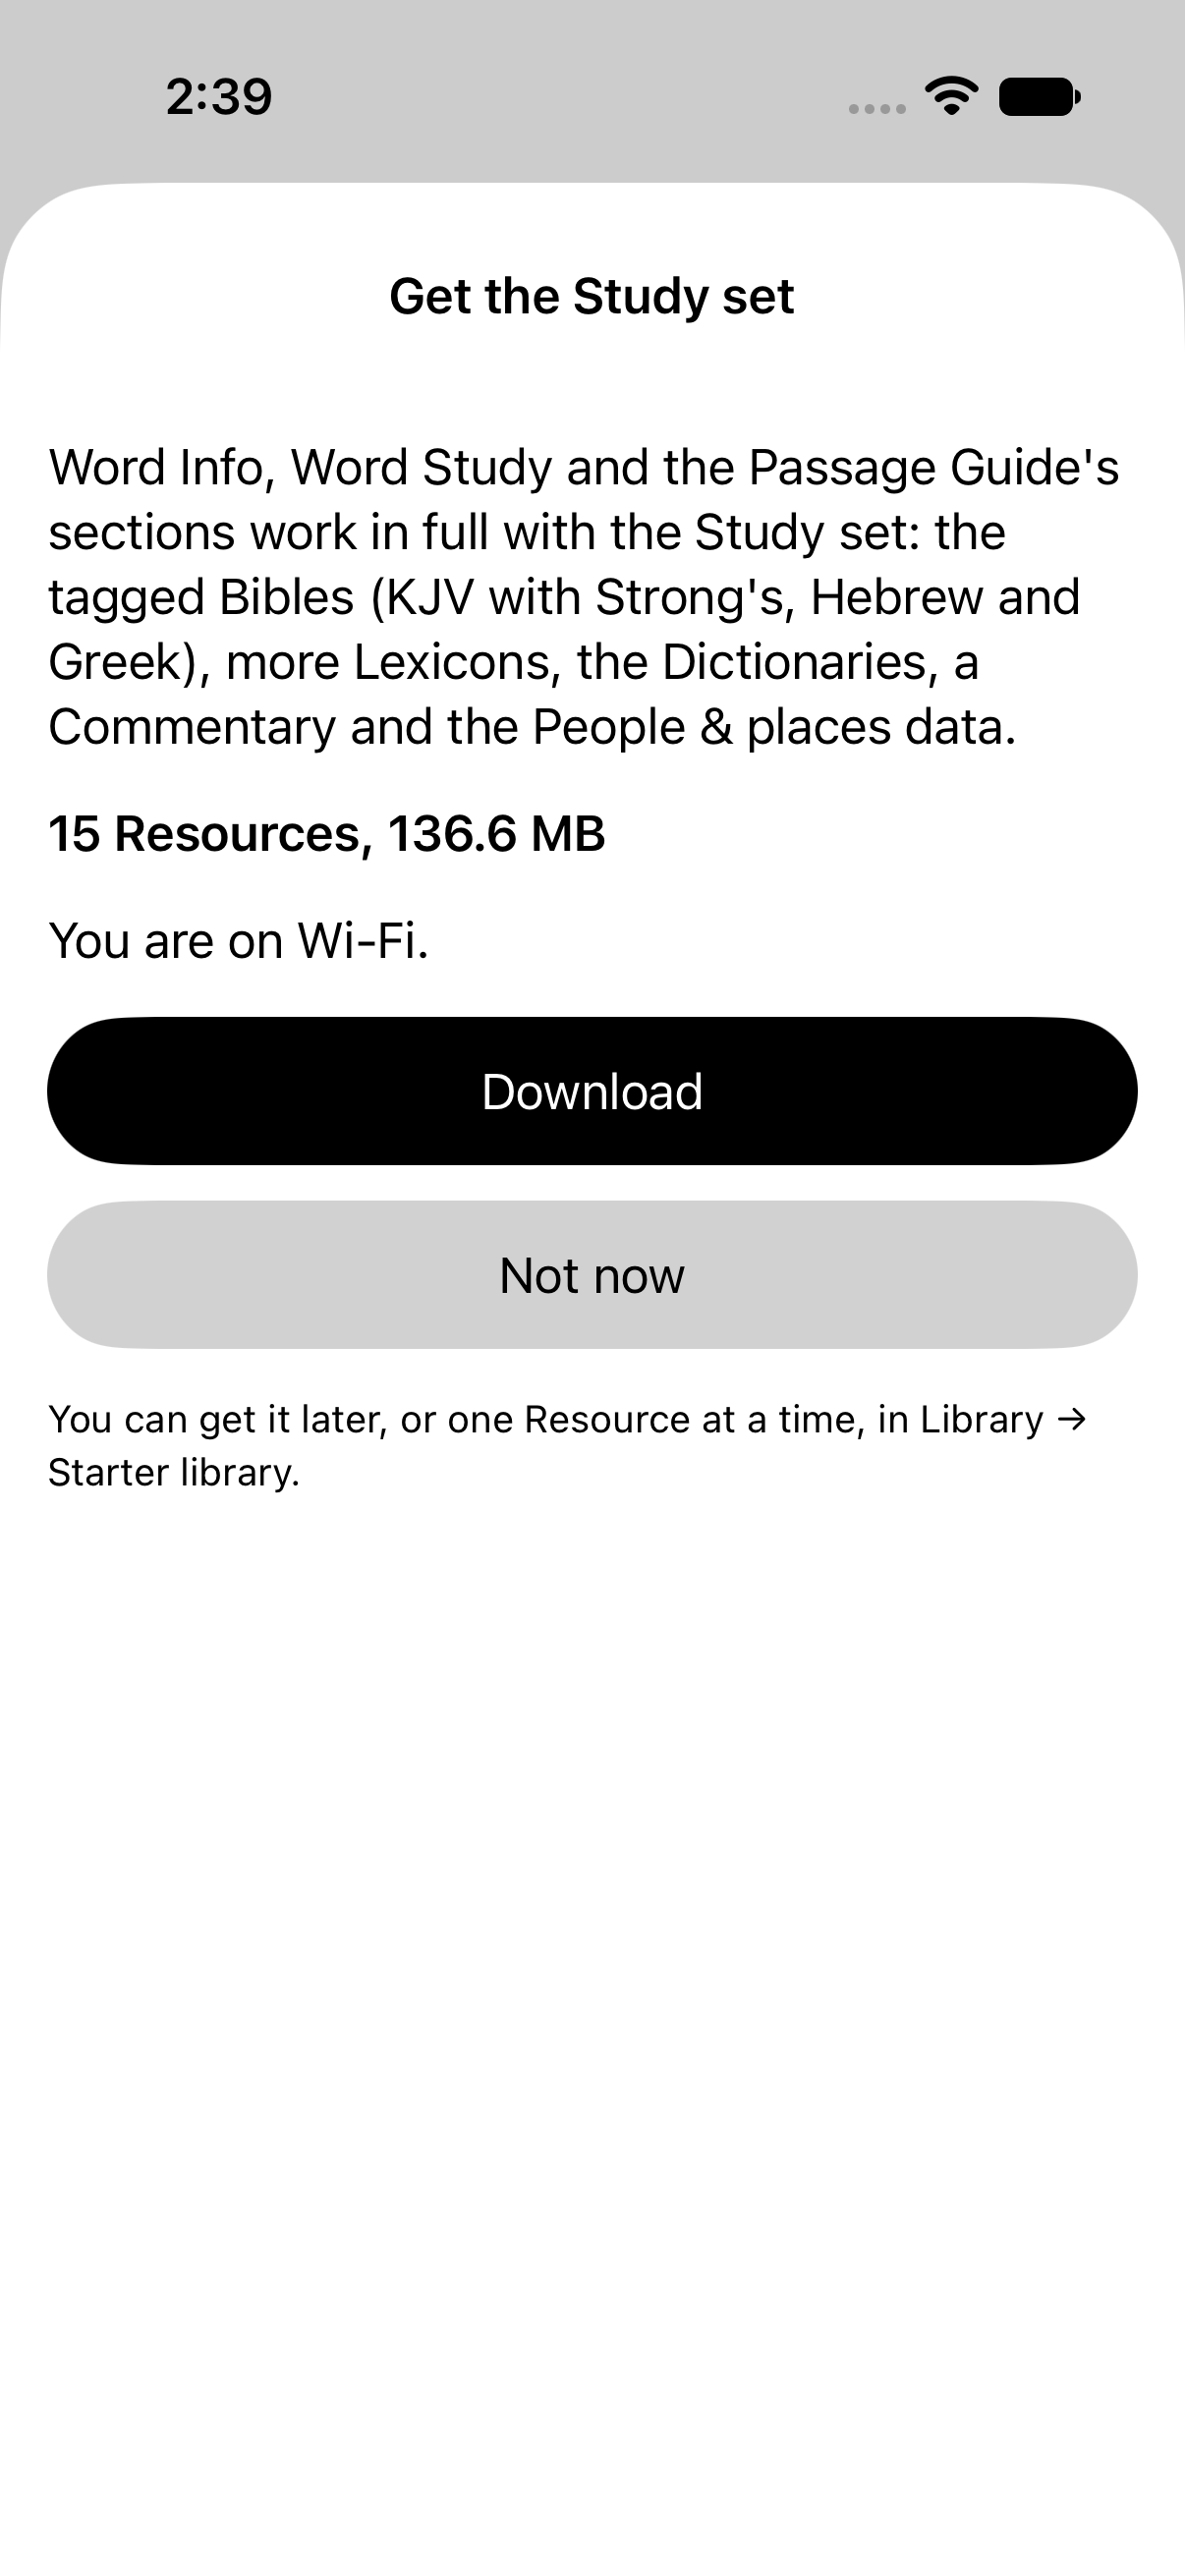 2:39
Get the Study set
Word Info, Word Study and the Passage Guide's
sections work in full with the Study set: the
tagged Bibles (KJV with Strong's, Hebrew and
Greek), more Lexicons, the Dictionaries, a
Commentary and the People & places data.
15 Resources, 136.6 MB
You are on Wi-Fi.
Download
Not now
You can get it later, or one Resource at a time, in Library →
Starter library.